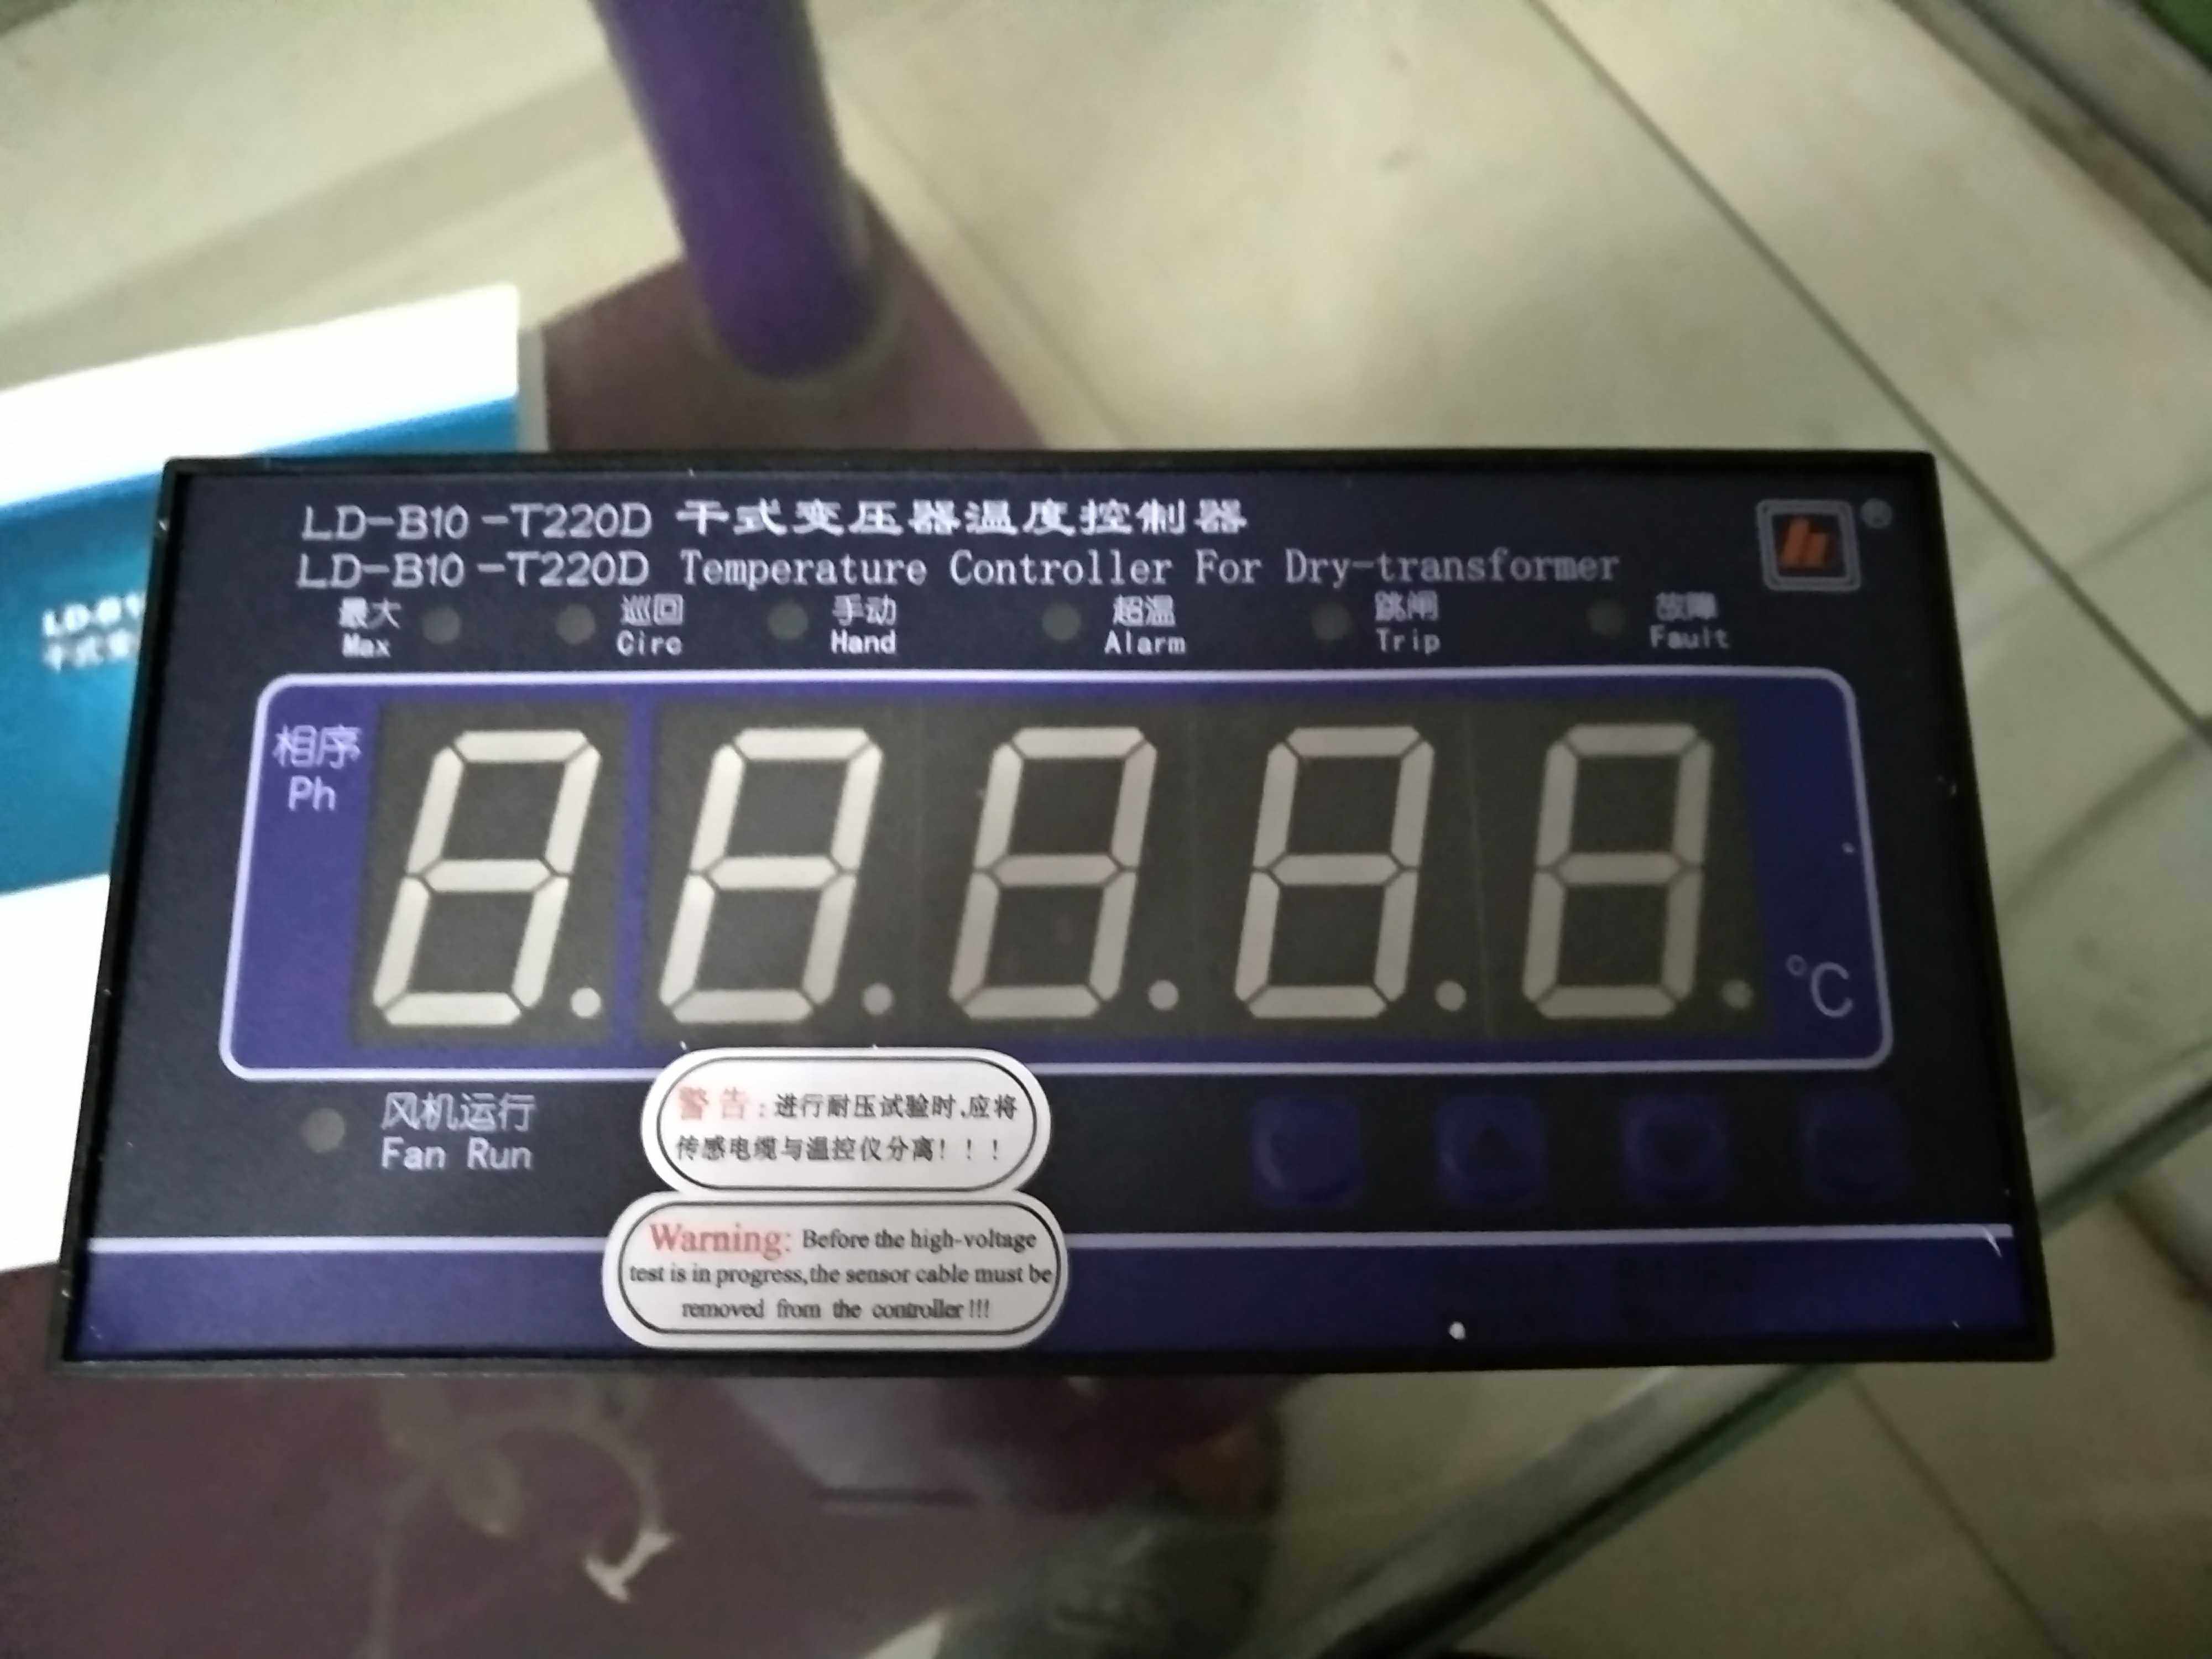 LD-B10-T220D 干式变压器温度控制器
LD-B10-T220D Temperature Controller For Dry-transformer
最大 巡回 手动 超温 跳闸 故障
Max Circ Hand Alarm Trip Fault
相序
Ph
°C
风机运行
Fan Run
警告:进行耐压试验时,应将
传感电缆与温控仪分离!!!
Warning: Before the high-voltage
test is in progress,the sensor cable must be
removed from the controller!!!